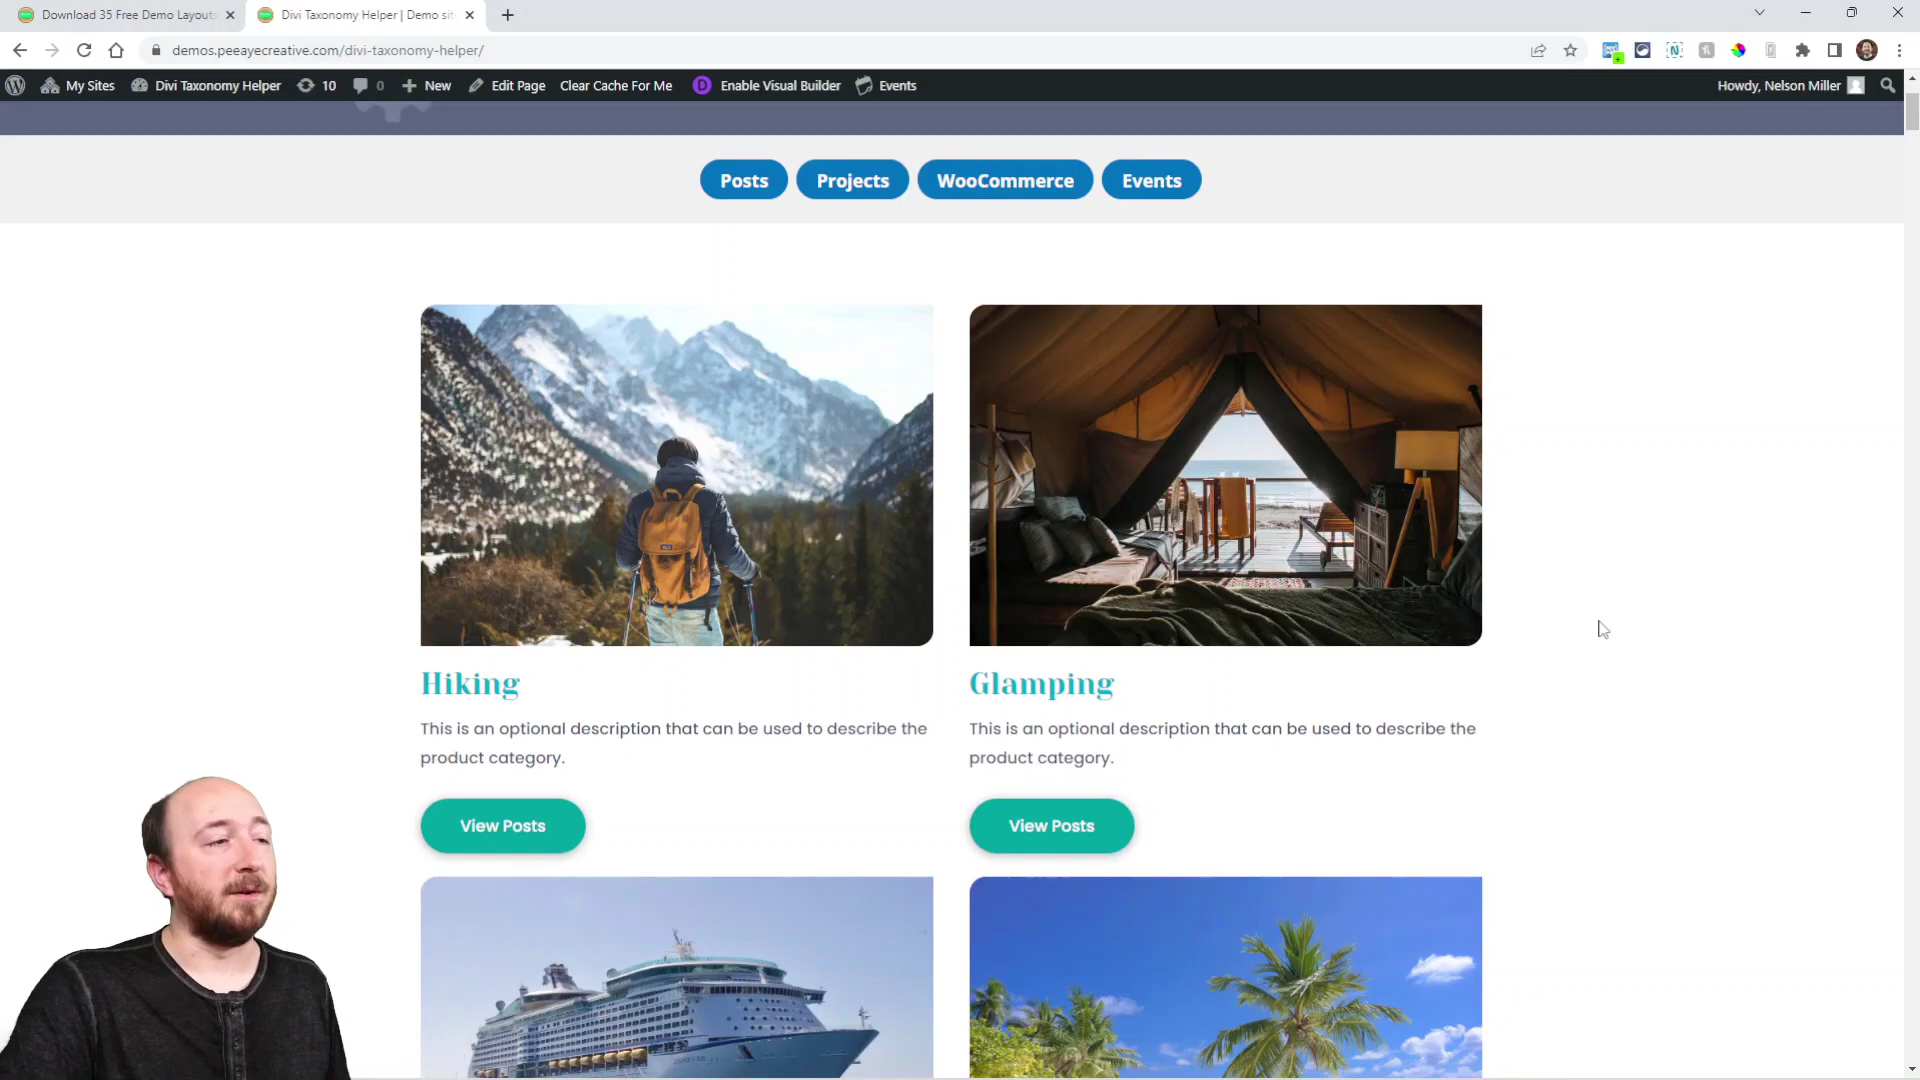 Download 35 Free Demo Layouts
Divi Taxonomy Helper | Demo sit
demos.peeayecreative.com/divi-taxonomy-helper/
My Sites
Divi Taxonomy Helper
10
0
New
Edit Page
Clear Cache For Me
Enable Visual Builder
Events
Howdy, Nelson Miller
Posts
Projects
WooCommerce
Events
Hiking
Glamping
This is an optional description that can be used to describe the
product category.
This is an optional description that can be used to describe the
product category.
View Posts
View Posts